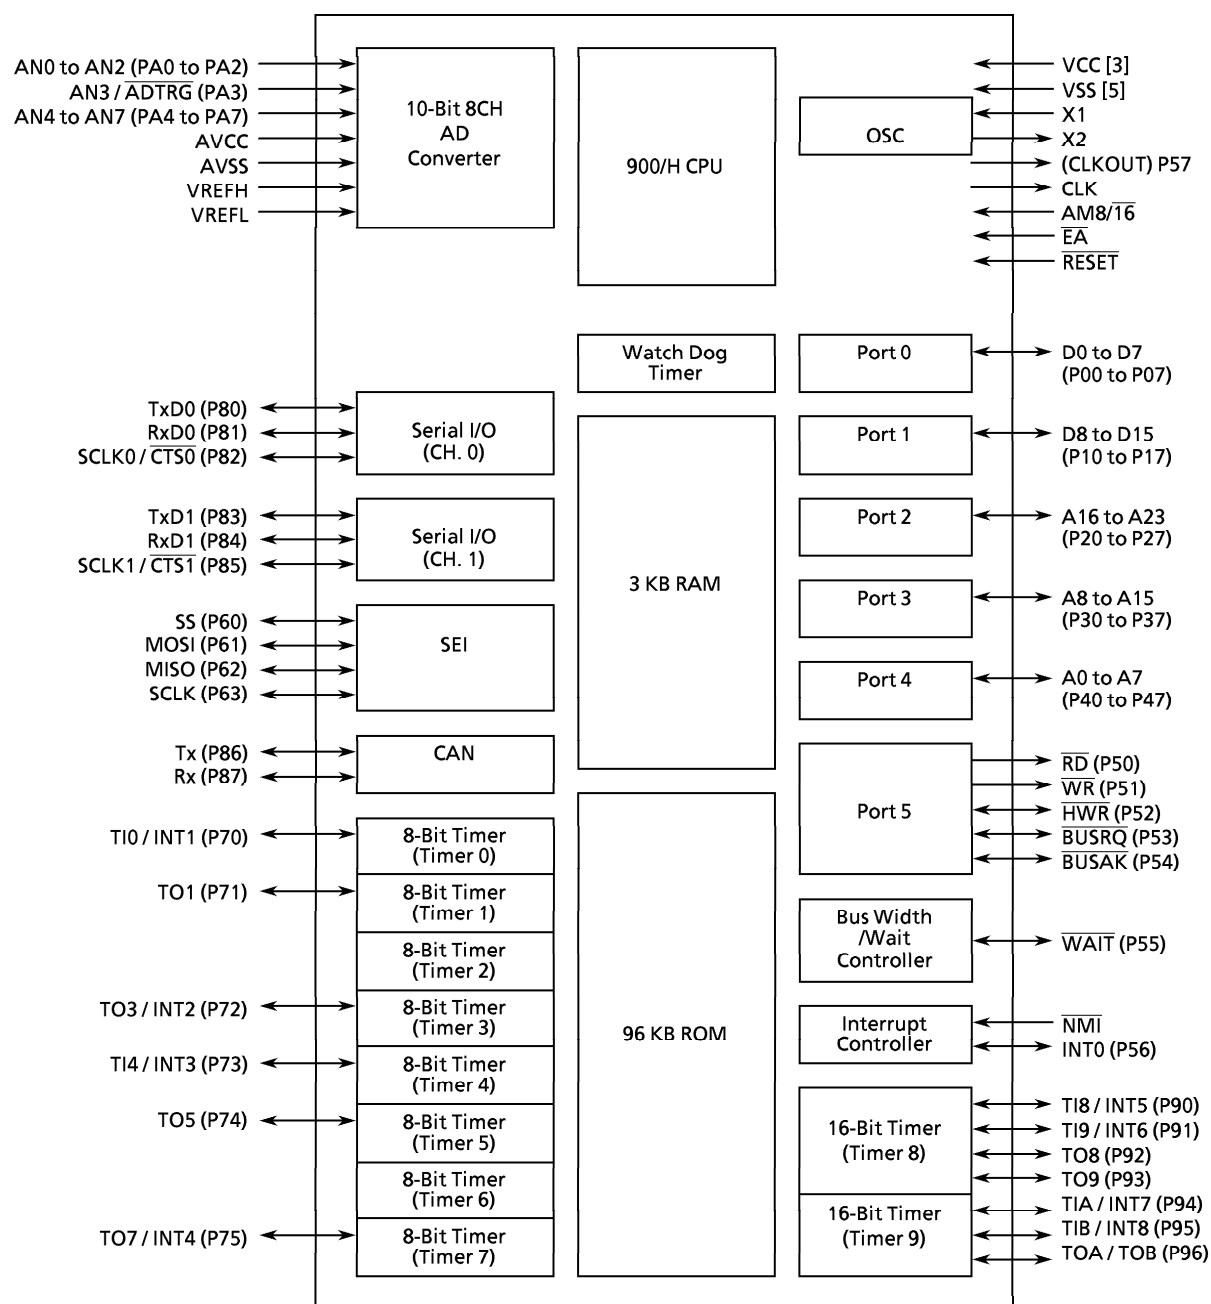 AN0 to AN2 (PA0 to PA2)
AN3 / ADTRG (PA3)
AN4 to AN7 (PA4 to PA7)
AVCC
AVSS
VREFH
VREFL
10-Bit 8CH
AD
Converter
900/H CPU
OSC
VCC [3]
VSS [5]
X1
X2
(CLKOUT) P57
CLK
AM8/16
EA
RESET
Watch Dog
Timer
Port 0
D0 to D7
(P00 to P07)
TxD0 (P80)
RxD0 (P81)
SCLK0 / CTS0 (P82)
Serial I/O
(CH. 0)
Port 1
D8 to D15
(P10 to P17)
TxD1 (P83)
RxD1 (P84)
SCLK1 / CTS1 (P85)
Serial I/O
(CH. 1)
3 KB RAM
Port 2
A16 to A23
(P20 to P27)
Port 3
A8 to A15
(P30 to P37)
SS (P60)
MOSI (P61)
MISO (P62)
SCLK (P63)
SEI
Port 4
A0 to A7
(P40 to P47)
Tx (P86)
Rx (P87)
CAN
Port 5
RD (P50)
WR (P51)
HWR (P52)
BUSRQ (P53)
BUSAK (P54)
TI0 / INT1 (P70)
8-Bit Timer
(Timer 0)
TO1 (P71)
8-Bit Timer
(Timer 1)
8-Bit Timer
(Timer 2)
TO3 / INT2 (P72)
8-Bit Timer
(Timer 3)
TI4 / INT3 (P73)
8-Bit Timer
(Timer 4)
TO5 (P74)
8-Bit Timer
(Timer 5)
8-Bit Timer
(Timer 6)
TO7 / INT4 (P75)
8-Bit Timer
(Timer 7)
96 KB ROM
Bus Width
/Wait
Controller
WAIT (P55)
Interrupt
Controller
NMI
INT0 (P56)
16-Bit Timer
(Timer 8)
TI8 / INT5 (P90)
TI9 / INT6 (P91)
TO8 (P92)
TO9 (P93)
16-Bit Timer
(Timer 9)
TIA / INT7 (P94)
TIB / INT8 (P95)
TOA / TOB (P96)